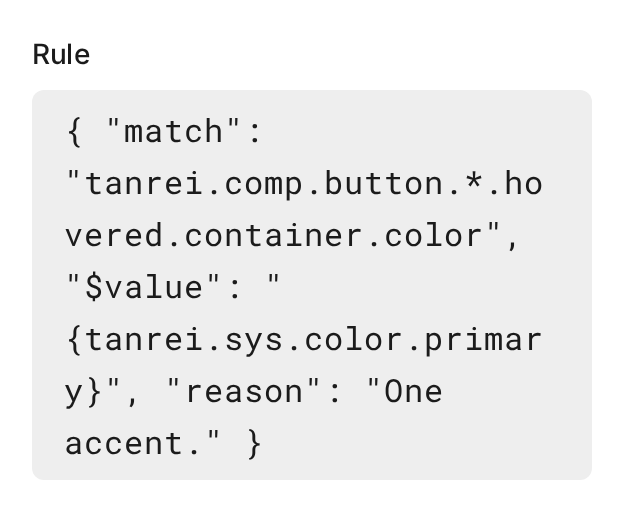 Rule
{ "match":
"tanrei.comp.button.*.ho
vered.container.color",
"$value": "
{tanrei.sys.color.primar
y}", "reason": "One
accent." }